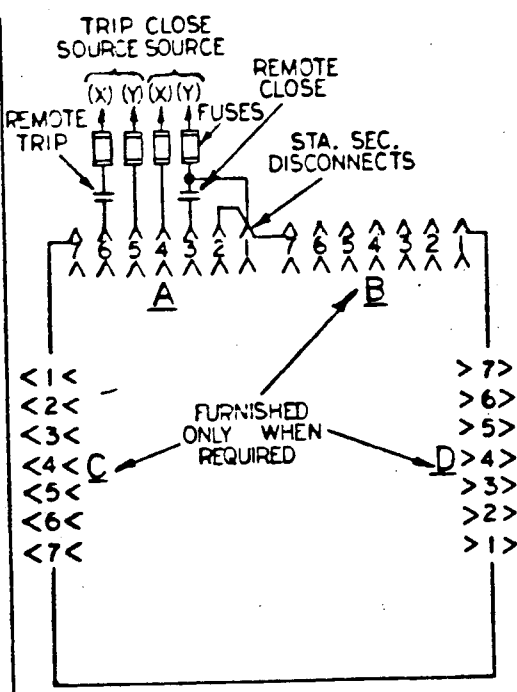 TRIP CLOSE
SOURCE SOURCE
(X) (Y) (X) (Y)
REMOTE
CLOSE
FUSES
REMOTE
TRIP
STA. SEC.
DISCONNECTS
7 6 5 4 3 2 1
7 6 5 4 3 2 1
A
B
<1<
<2<
<3<
<4<
<5<
<6<
<7<
C
FURNISHED
ONLY WHEN
REQUIRED
D
>7>
>6>
>5>
>4>
>3>
>2>
>1>